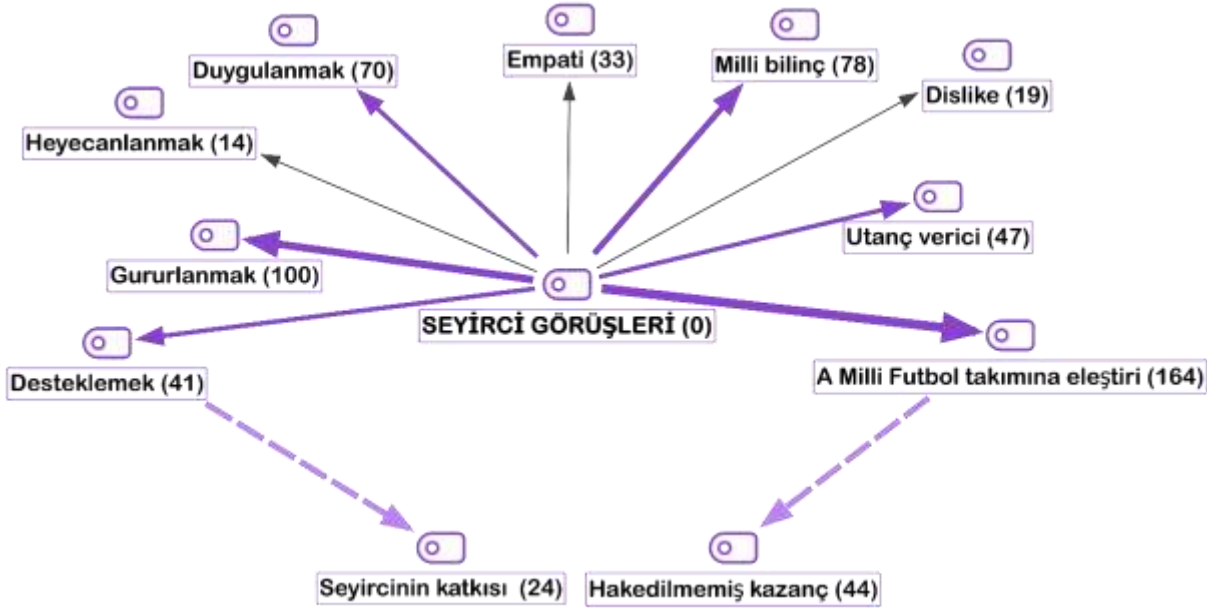 Empati (33)
Milli bilinç (78)
Duygulanmak (70)
Dislike (19)
Heyecanlanmak (14)
Utanç verici (47)
Gururlanmak (100)
SEYİRCİ GÖRÜŞLERİ (0)
Desteklemek (41)
A Milli Futbol takımına eleştiri (164)
Seyircinin katkısı (24)
Hakedilmemiş kazanç (44)